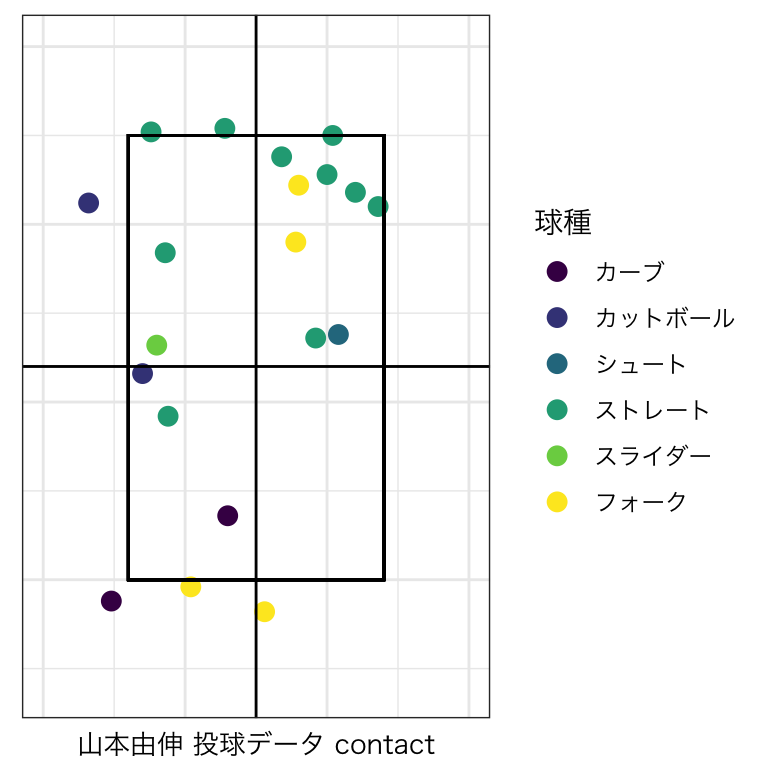 球種
カーブ
カットボール
シュート
ストレート
スライダー
フォーク
山本由伸 投球データ contact